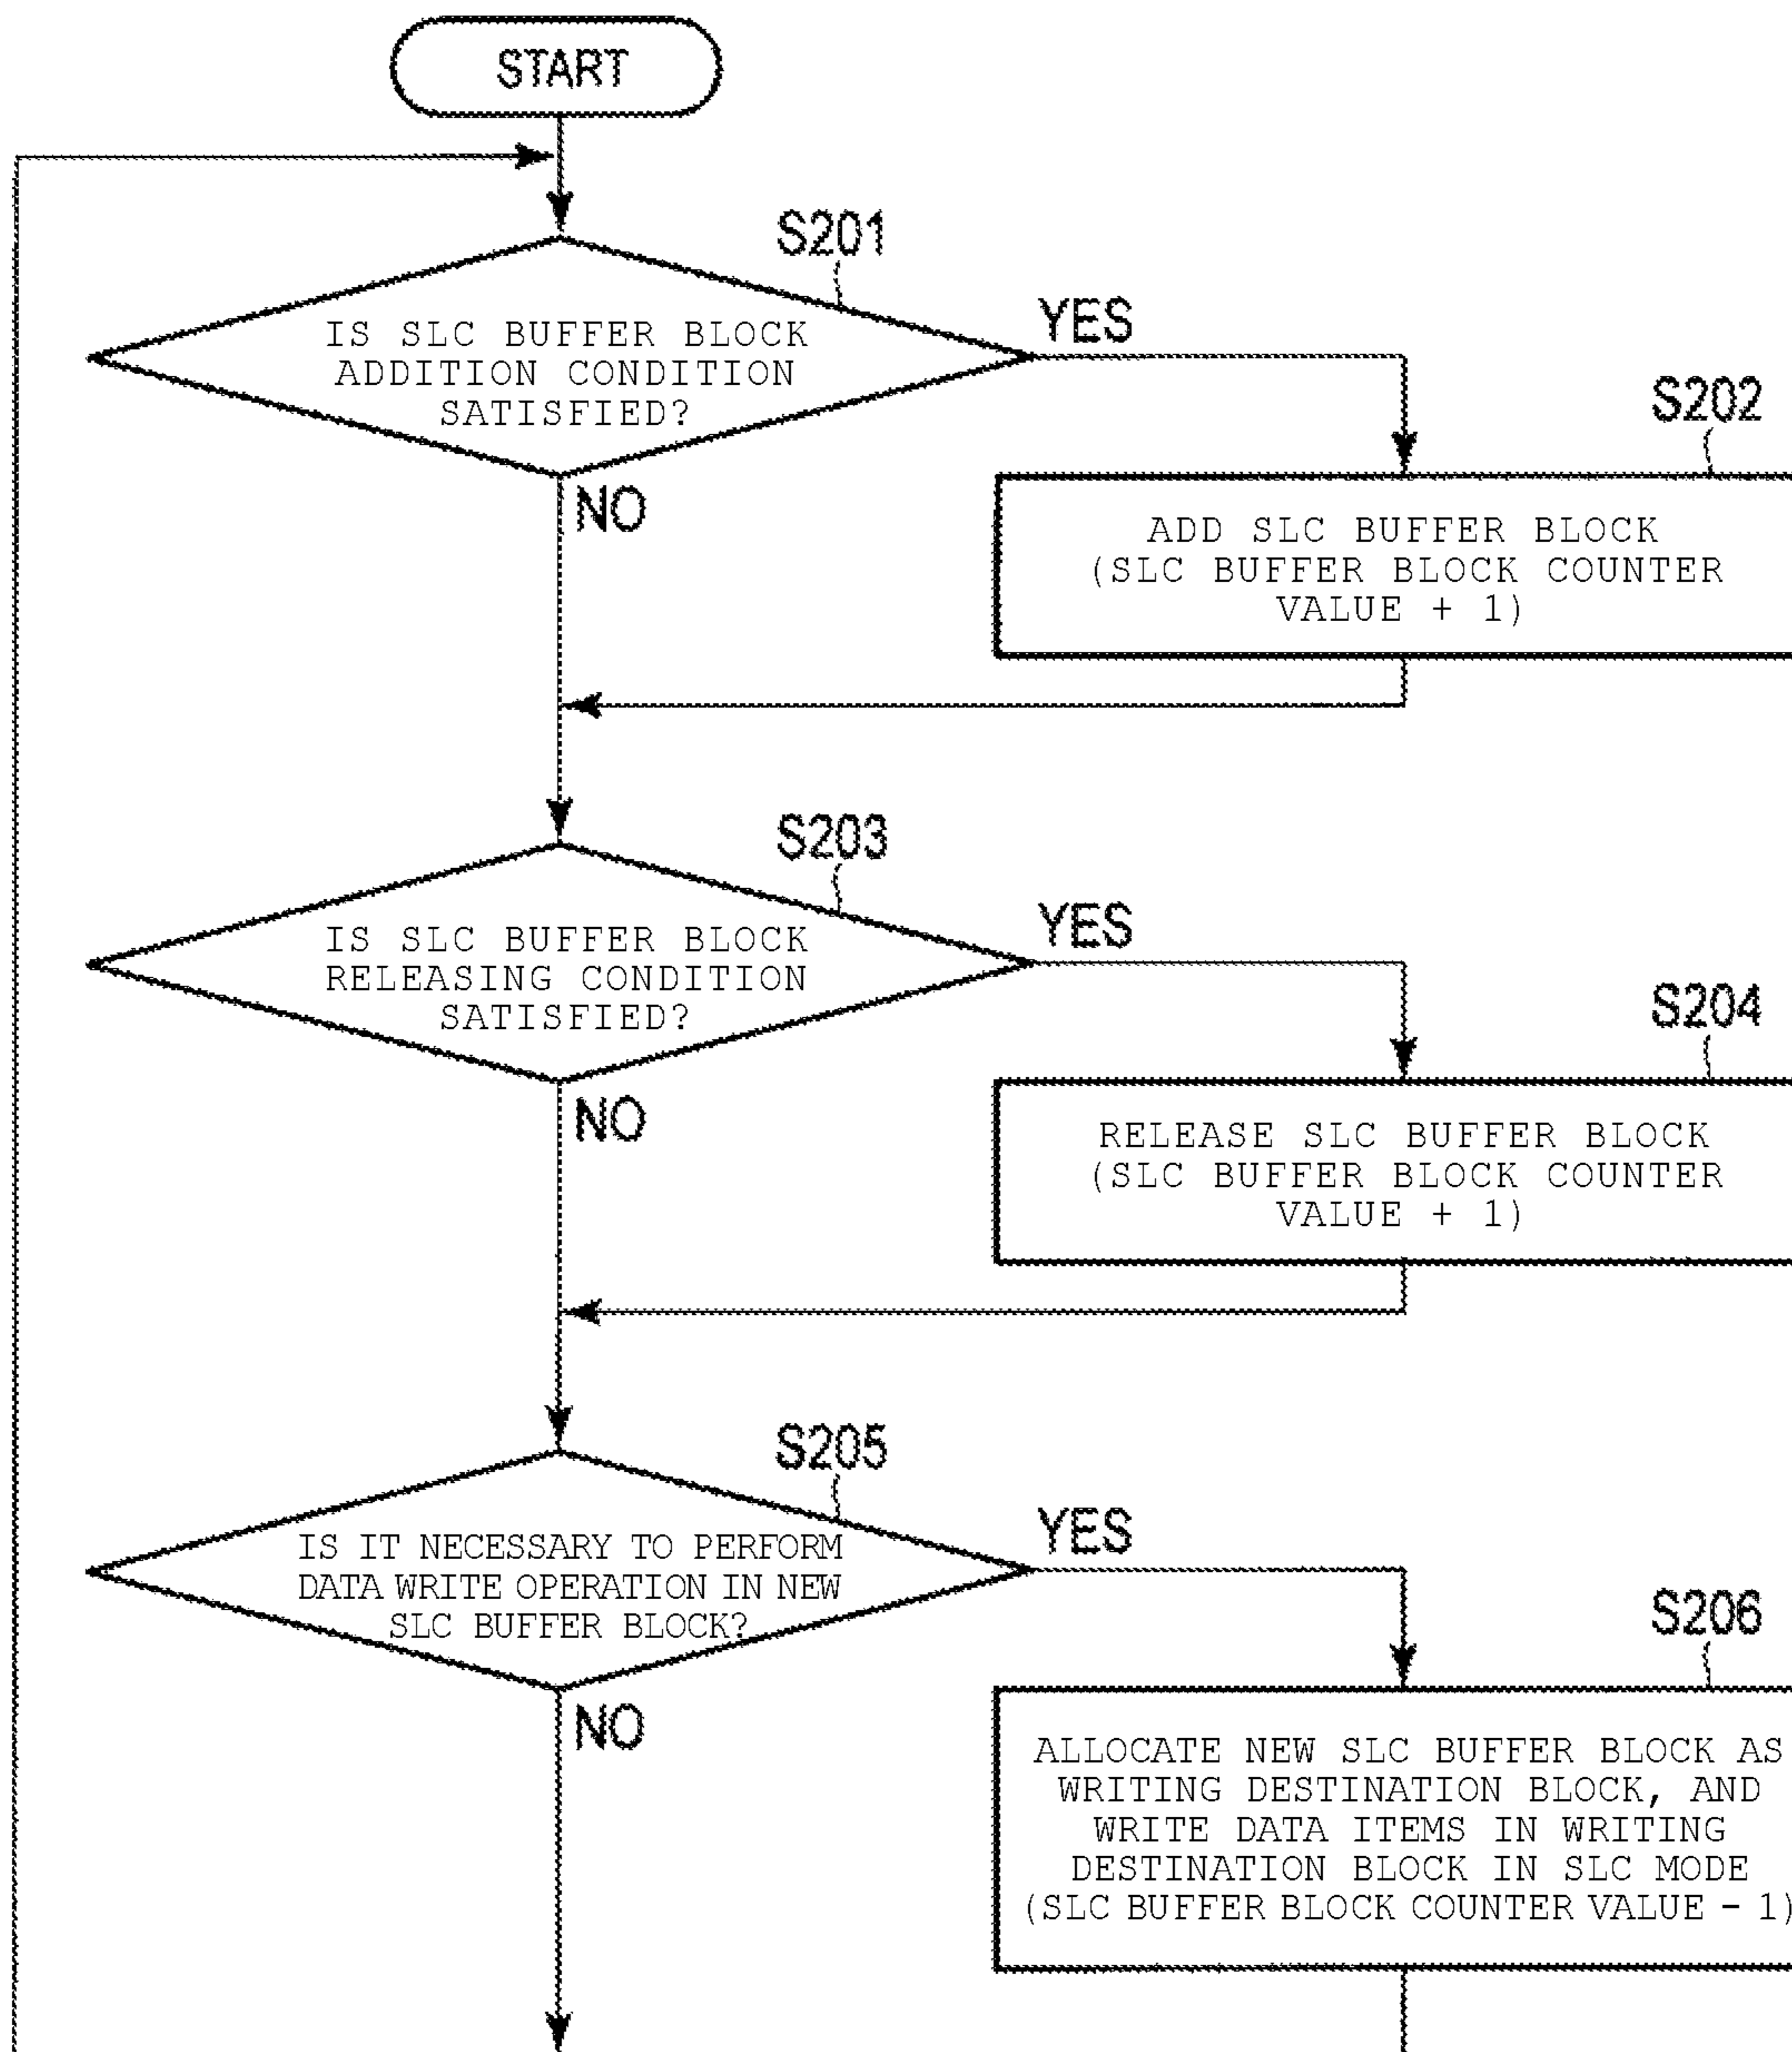 START
S201
IS SLC BUFFER BLOCK
ADDITION CONDITION
SATISFIED?
YES
NO
S202
ADD SLC BUFFER BLOCK
(SLC BUFFER BLOCK COUNTER
VALUE + 1)
S203
IS SLC BUFFER BLOCK
RELEASING CONDITION
SATISFIED?
YES
NO
S204
RELEASE SLC BUFFER BLOCK
(SLC BUFFER BLOCK COUNTER
VALUE + 1)
S205
IS IT NECESSARY TO PERFORM
DATA WRITE OPERATION IN NEW
SLC BUFFER BLOCK?
YES
NO
S206
ALLOCATE NEW SLC BUFFER BLOCK AS
WRITING DESTINATION BLOCK, AND
WRITE DATA ITEMS IN WRITING
DESTINATION BLOCK IN SLC MODE
(SLC BUFFER BLOCK COUNTER VALUE - 1)